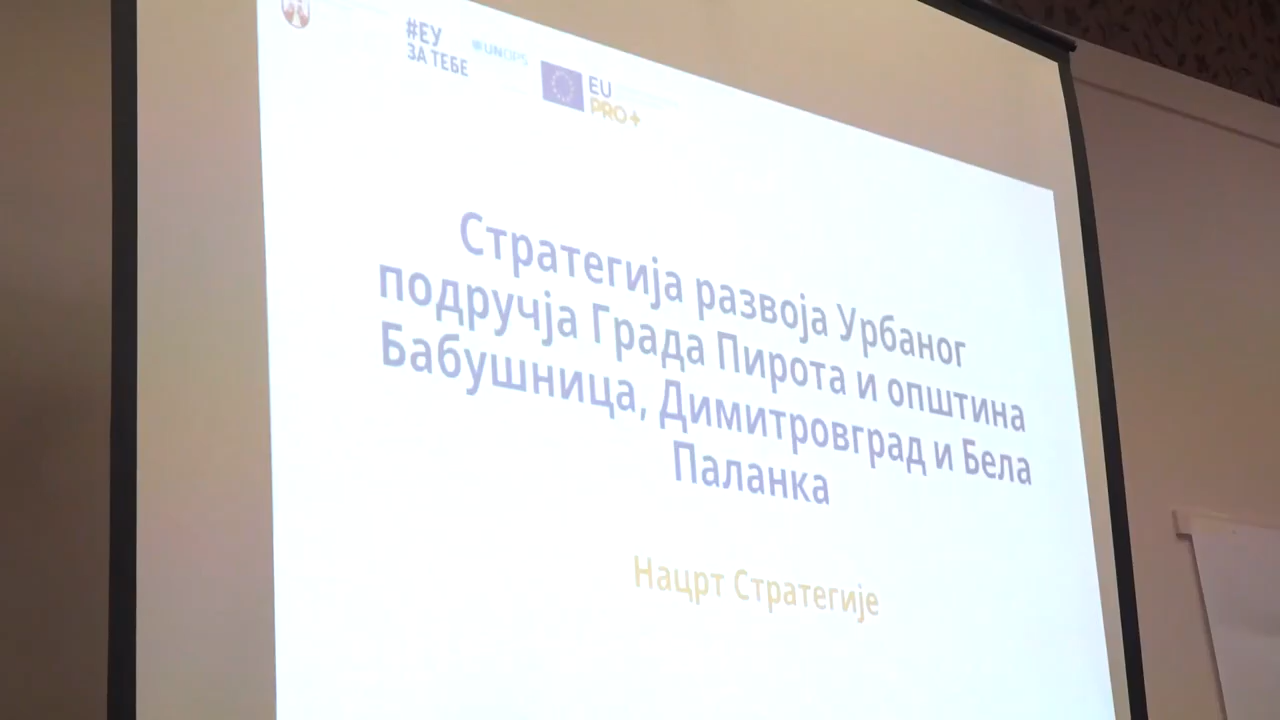 #ЕУ
ЗА ТЕБЕ
UNOPS
EU
PRO+
Стратегија развоја Урбаног
подручја Града Пирота и општина
Бабушница, Димитровград и Бела
Паланка
Нацрт Стратегије